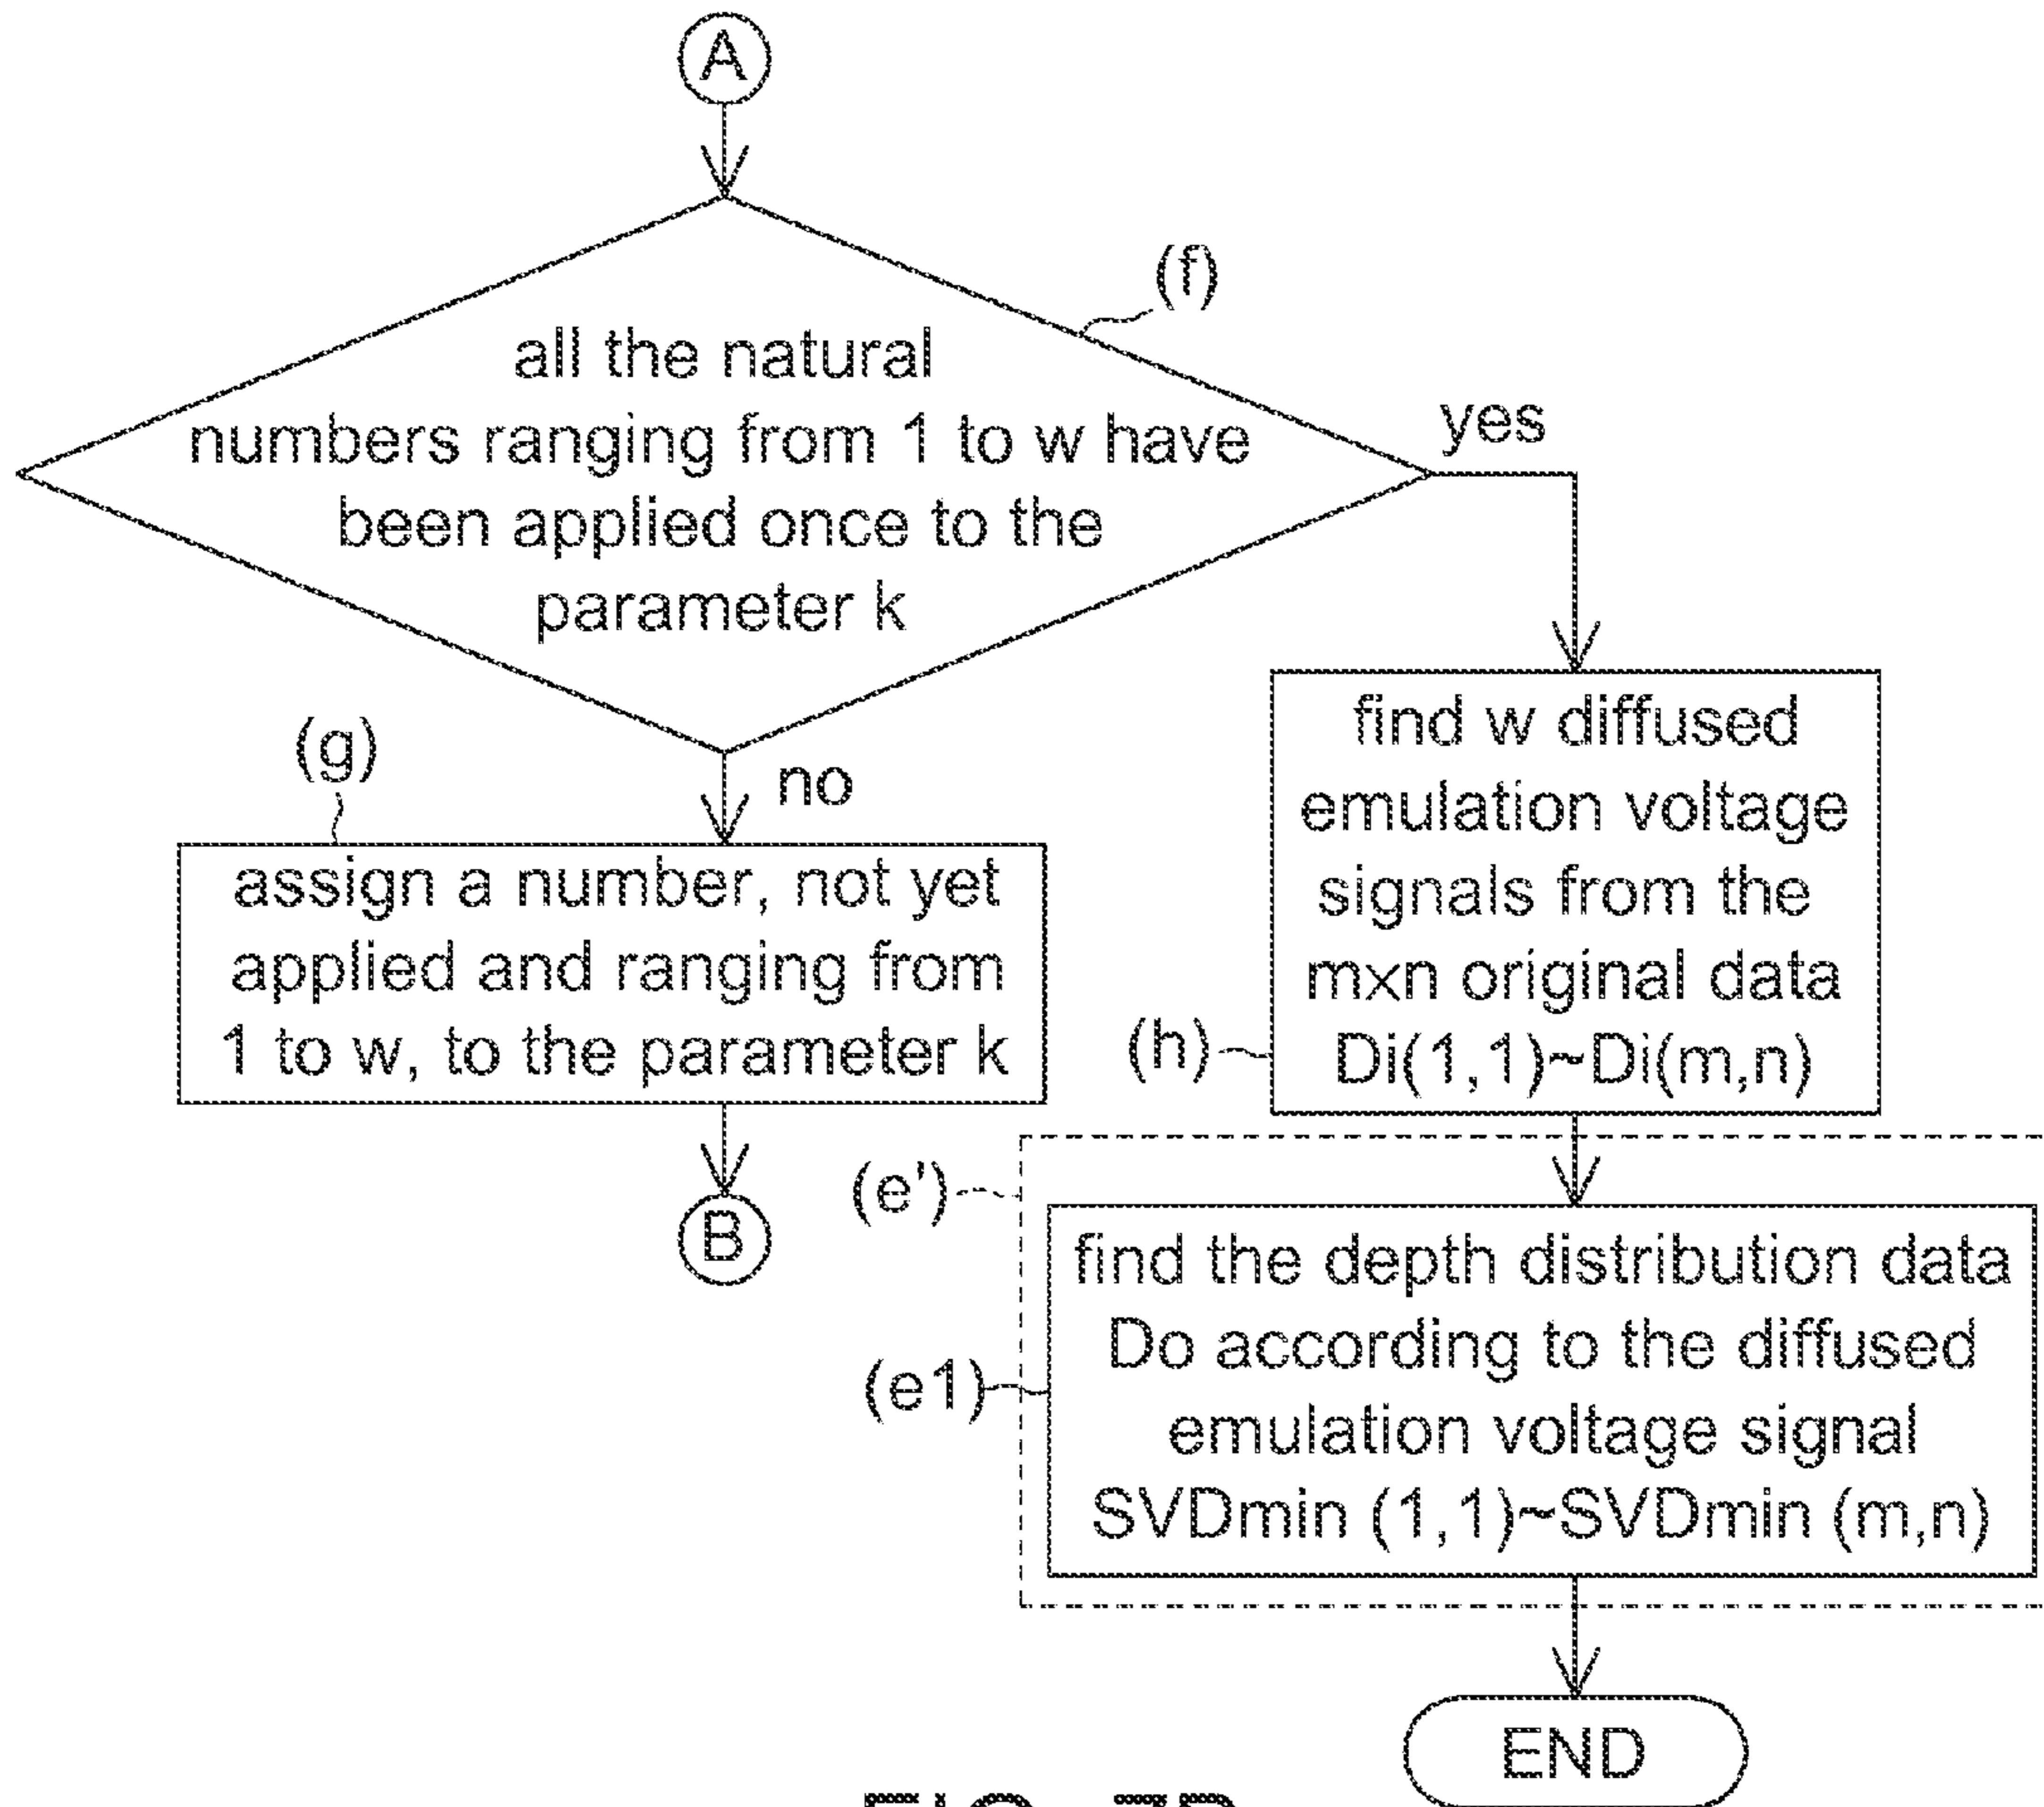 A
(f)
all the natural
numbers ranging from 1 to w have
been applied once to the
parameter k
yes
no
(g)
assign a number, not yet
applied and ranging from
1 to w, to the parameter k
B
(h)
find w diffused
emulation voltage
signals from the
m×n original data
Di(1,1)~Di(m,n)
(e')
(e1)
find the depth distribution data
Do according to the diffused
emulation voltage signal
SVDmin (1,1)~SVDmin (m,n)
END